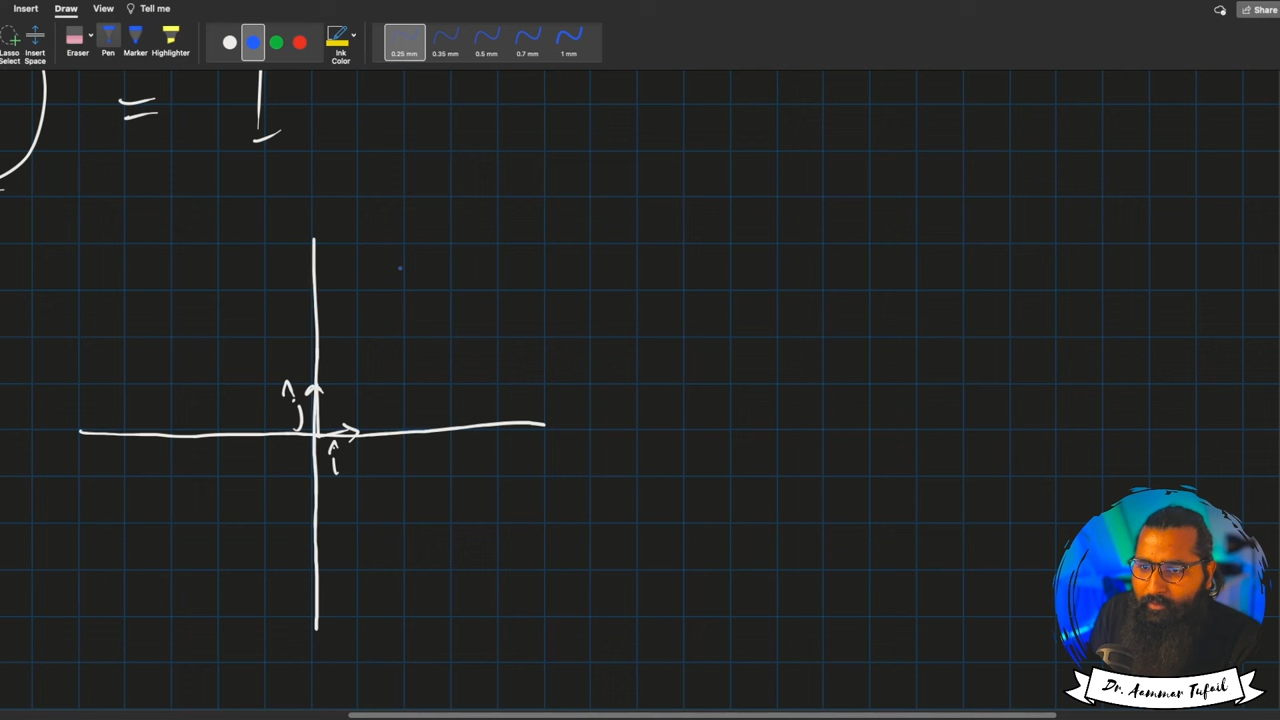 Insert Draw View Tell me Share
Lasso Select
Insert Space
Eraser
Pen
Marker
Highlighter
Ink Color
0.25 mm 0.35 mm 0.5 mm 0.7 mm 1 mm
= 1
ĵ
î
Dr. Aammar Tufail